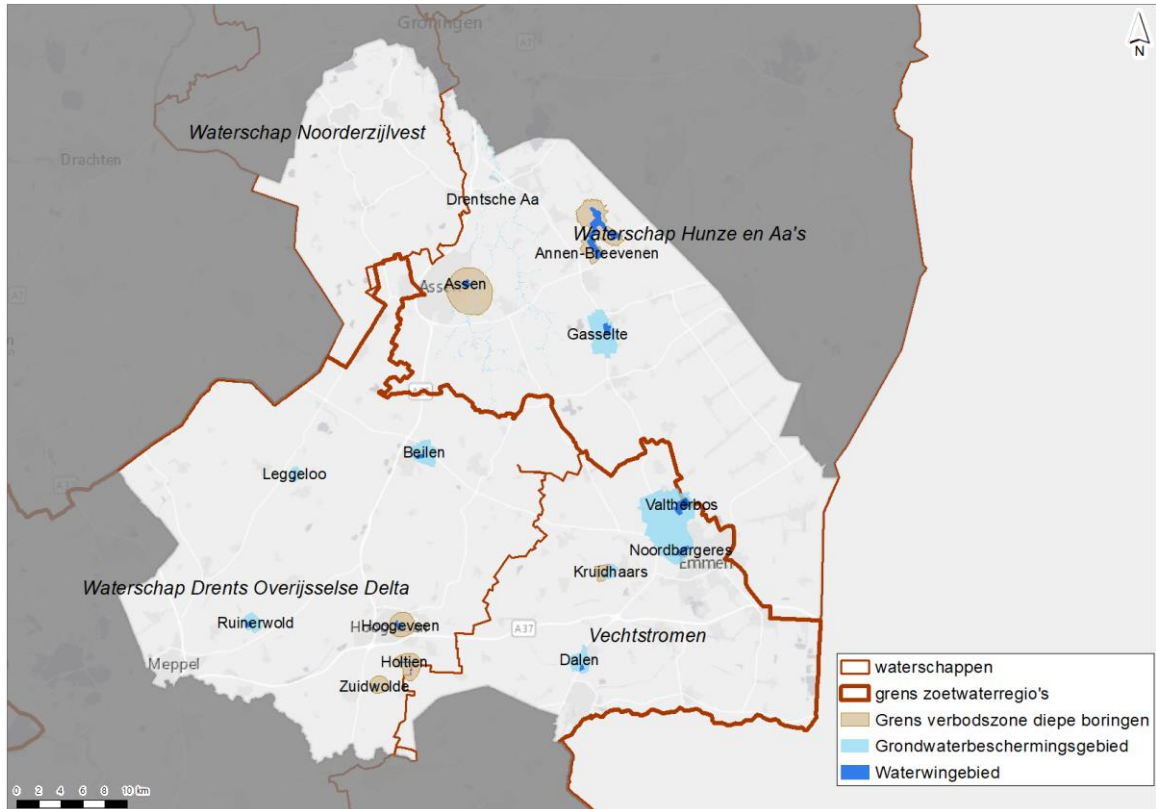 Groningen
A7
N
Waterschap Noorderzijlvest
Drachten
Drentsche Aa
Waterschap Hunze en Aa's
Annen-Breevenen
Assen
A7
Gasselte
Beilen
Leggeloo
Valtherbos
Noordbargeres
Emmen
Kruidhaars
Waterschap Drents Overijsselse Delta
Ruinerwold
Hoogeveen
A37
Vechtstromen
Meppel
Holtien
Dalen
Zuidwolde
waterschappen
grens zoetwaterregio's
Grens verbodszone diepe boringen
Grondwaterbeschermingsgebied
Waterwingebied
0 2 4 6 8 10 km